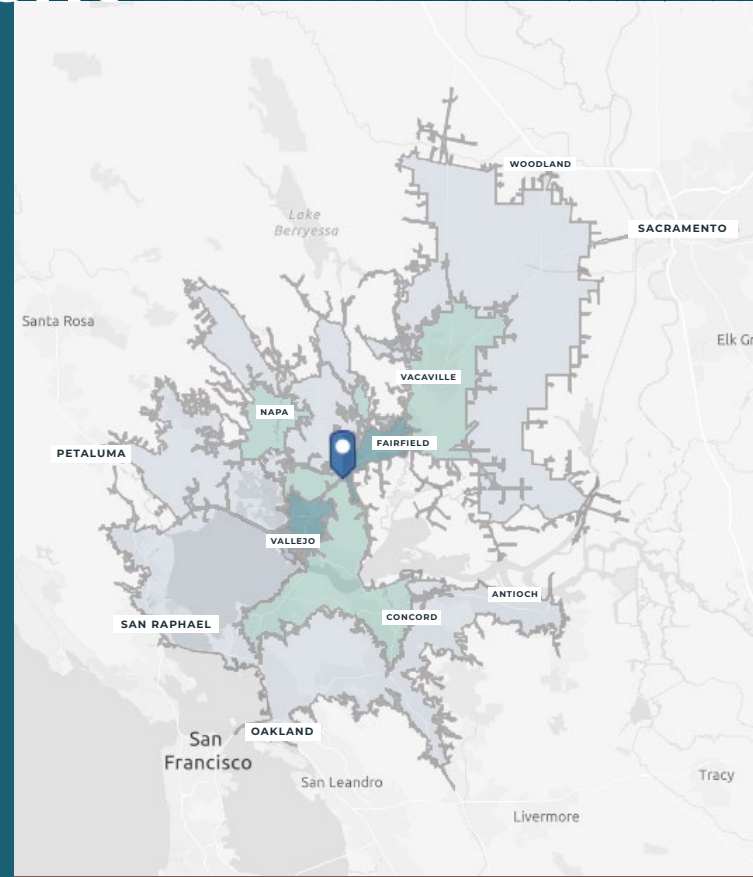 WOODLAND
SACRAMENTO
Lake
Berryessa
Santa Rosa
Elk Gr
VACAVILLE
NAPA
FAIRFIELD
PETALUMA
VALLEJO
ANTIOCH
CONCORD
SAN RAPHAEL
OAKLAND
San
Francisco
San Leandro
Tracy
Livermore